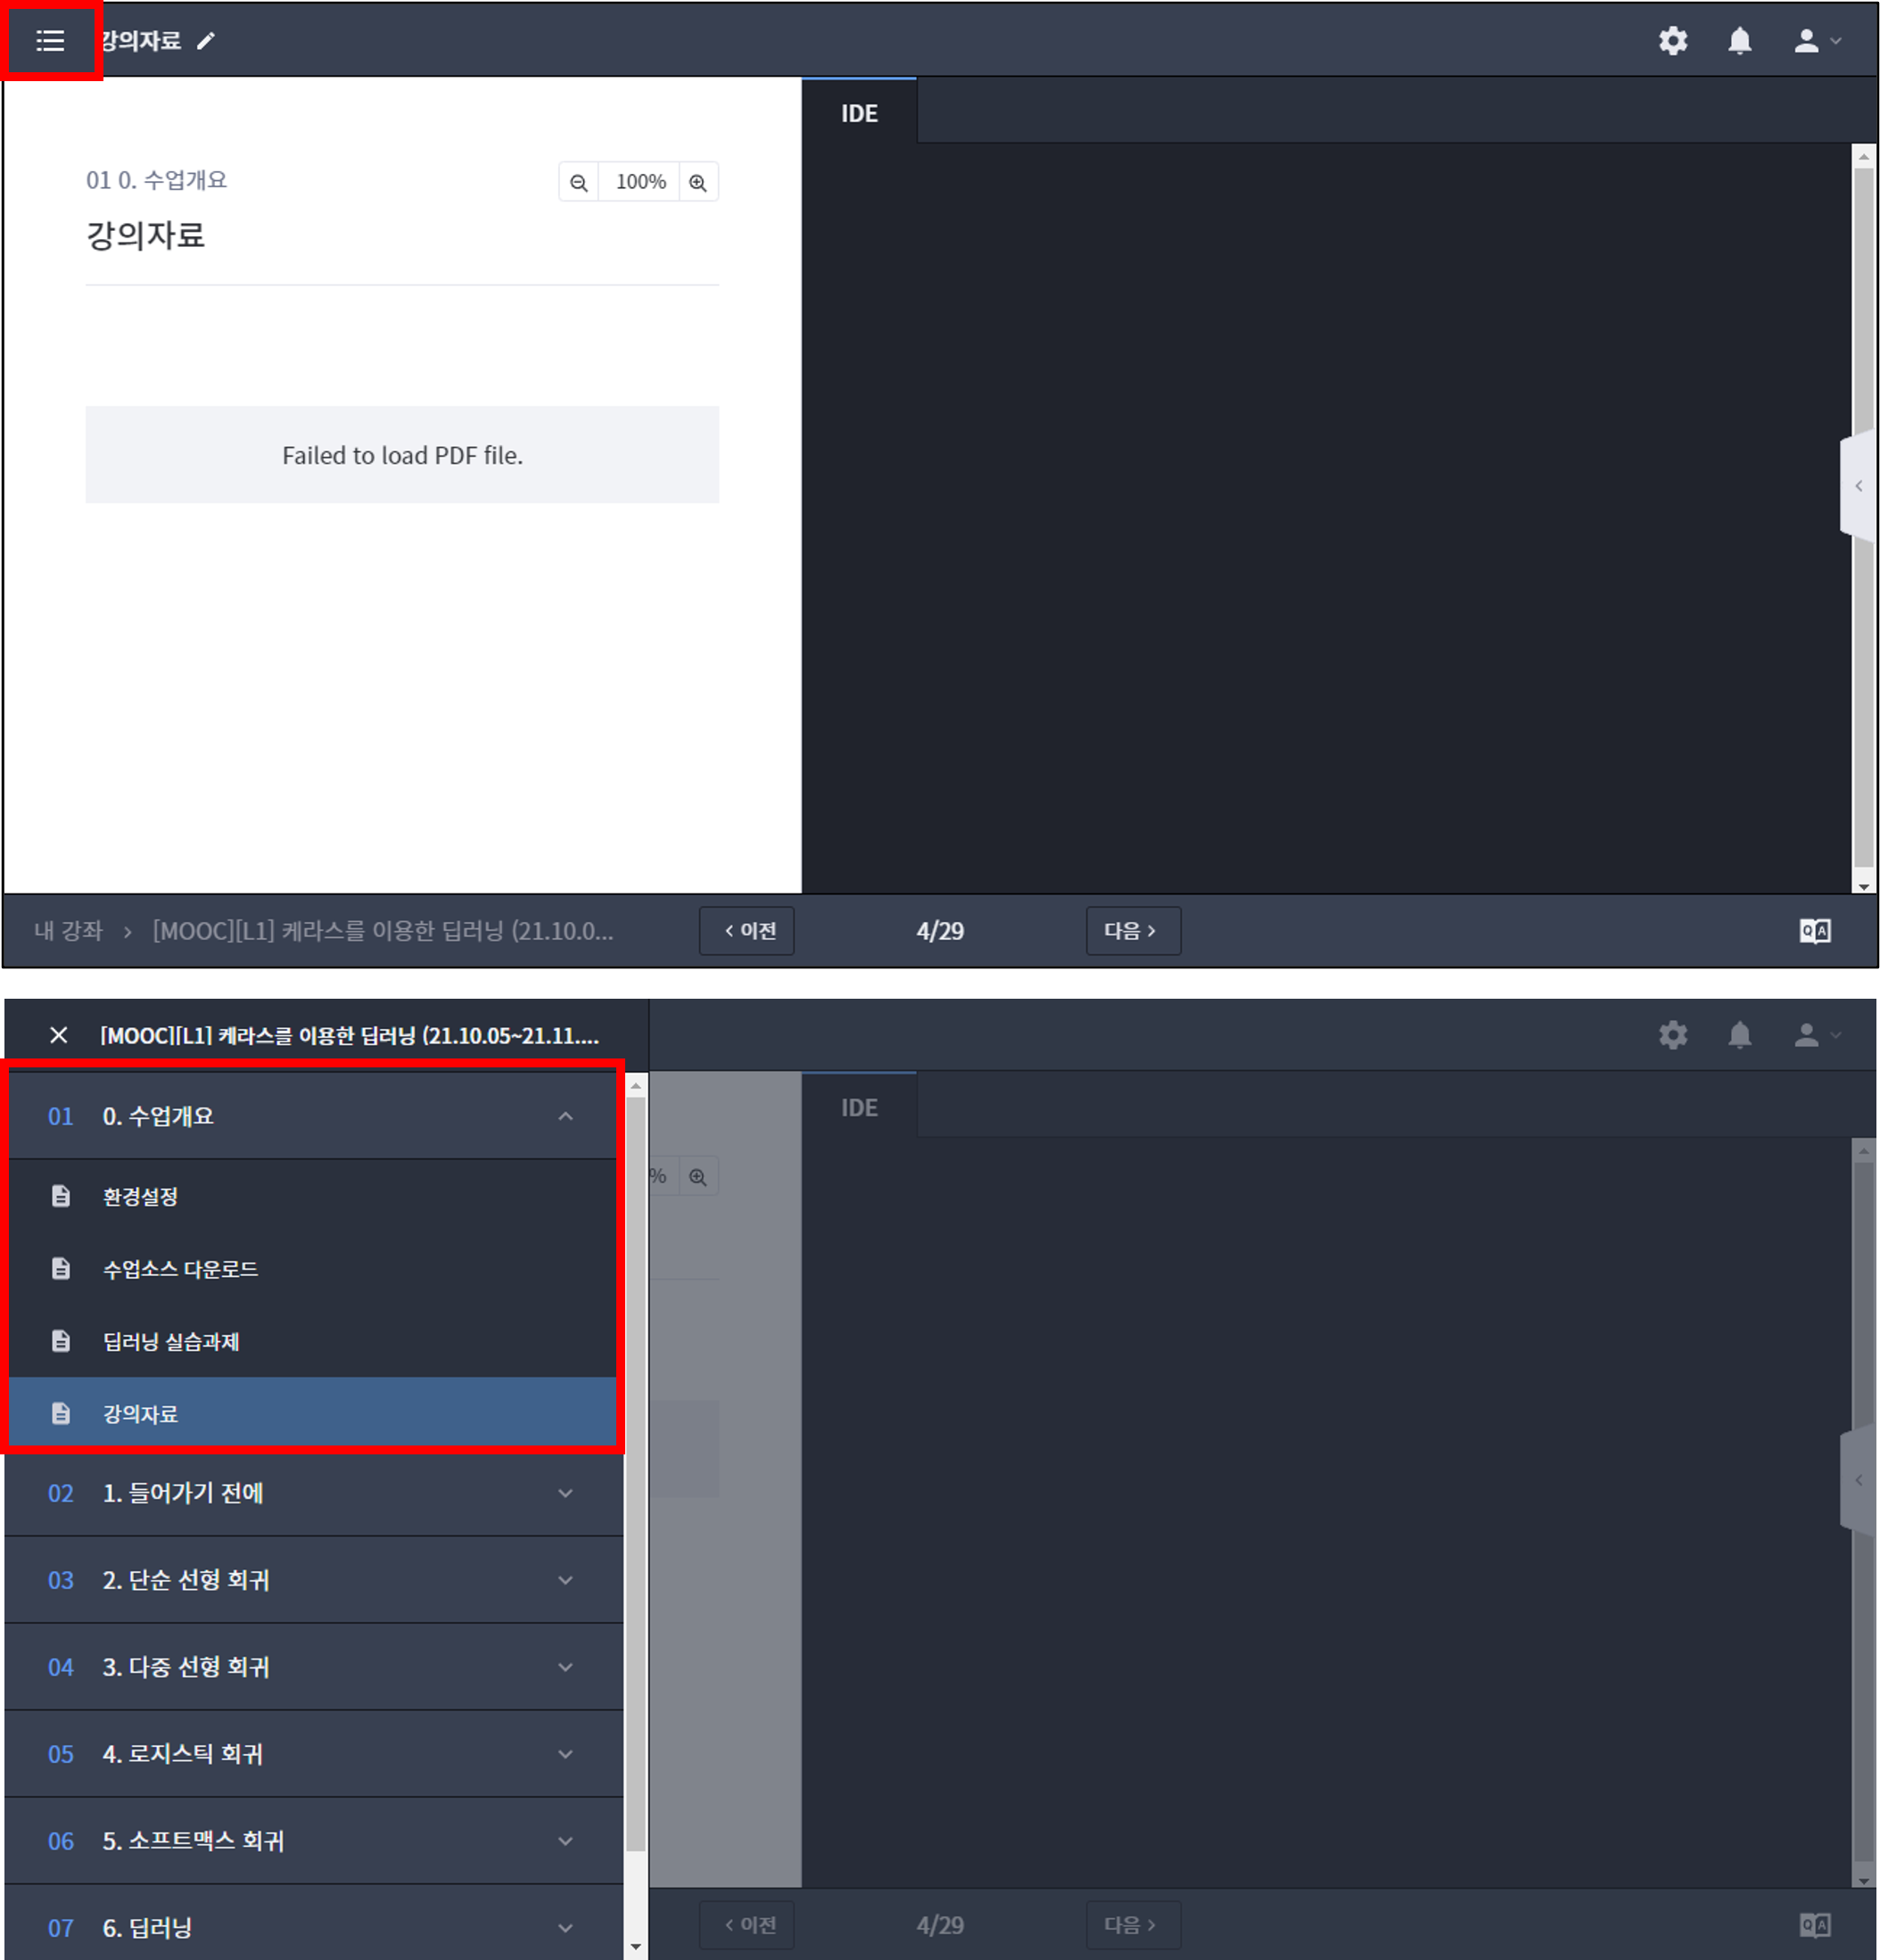 강의자료
IDE
01 0. 수업개요
100%
강의자료
Failed to load PDF file.
내 강좌 > [MOOC][L1] 케라스를 이용한 딥러닝 (21.10.0...
< 이전
4/29
다음 >
QA
[MOOC][L1] 케라스를 이용한 딥러닝 (21.10.05~21.11....
IDE
01 0. 수업개요
%
환경설정
수업소스 다운로드
딥러닝 실습과제
강의자료
02 1. 들어가기 전에
03 2. 단순 선형 회귀
04 3. 다중 선형 회귀
05 4. 로지스틱 회귀
06 5. 소프트맥스 회귀
07 6. 딥러닝
< 이전
4/29
다음 >
QA